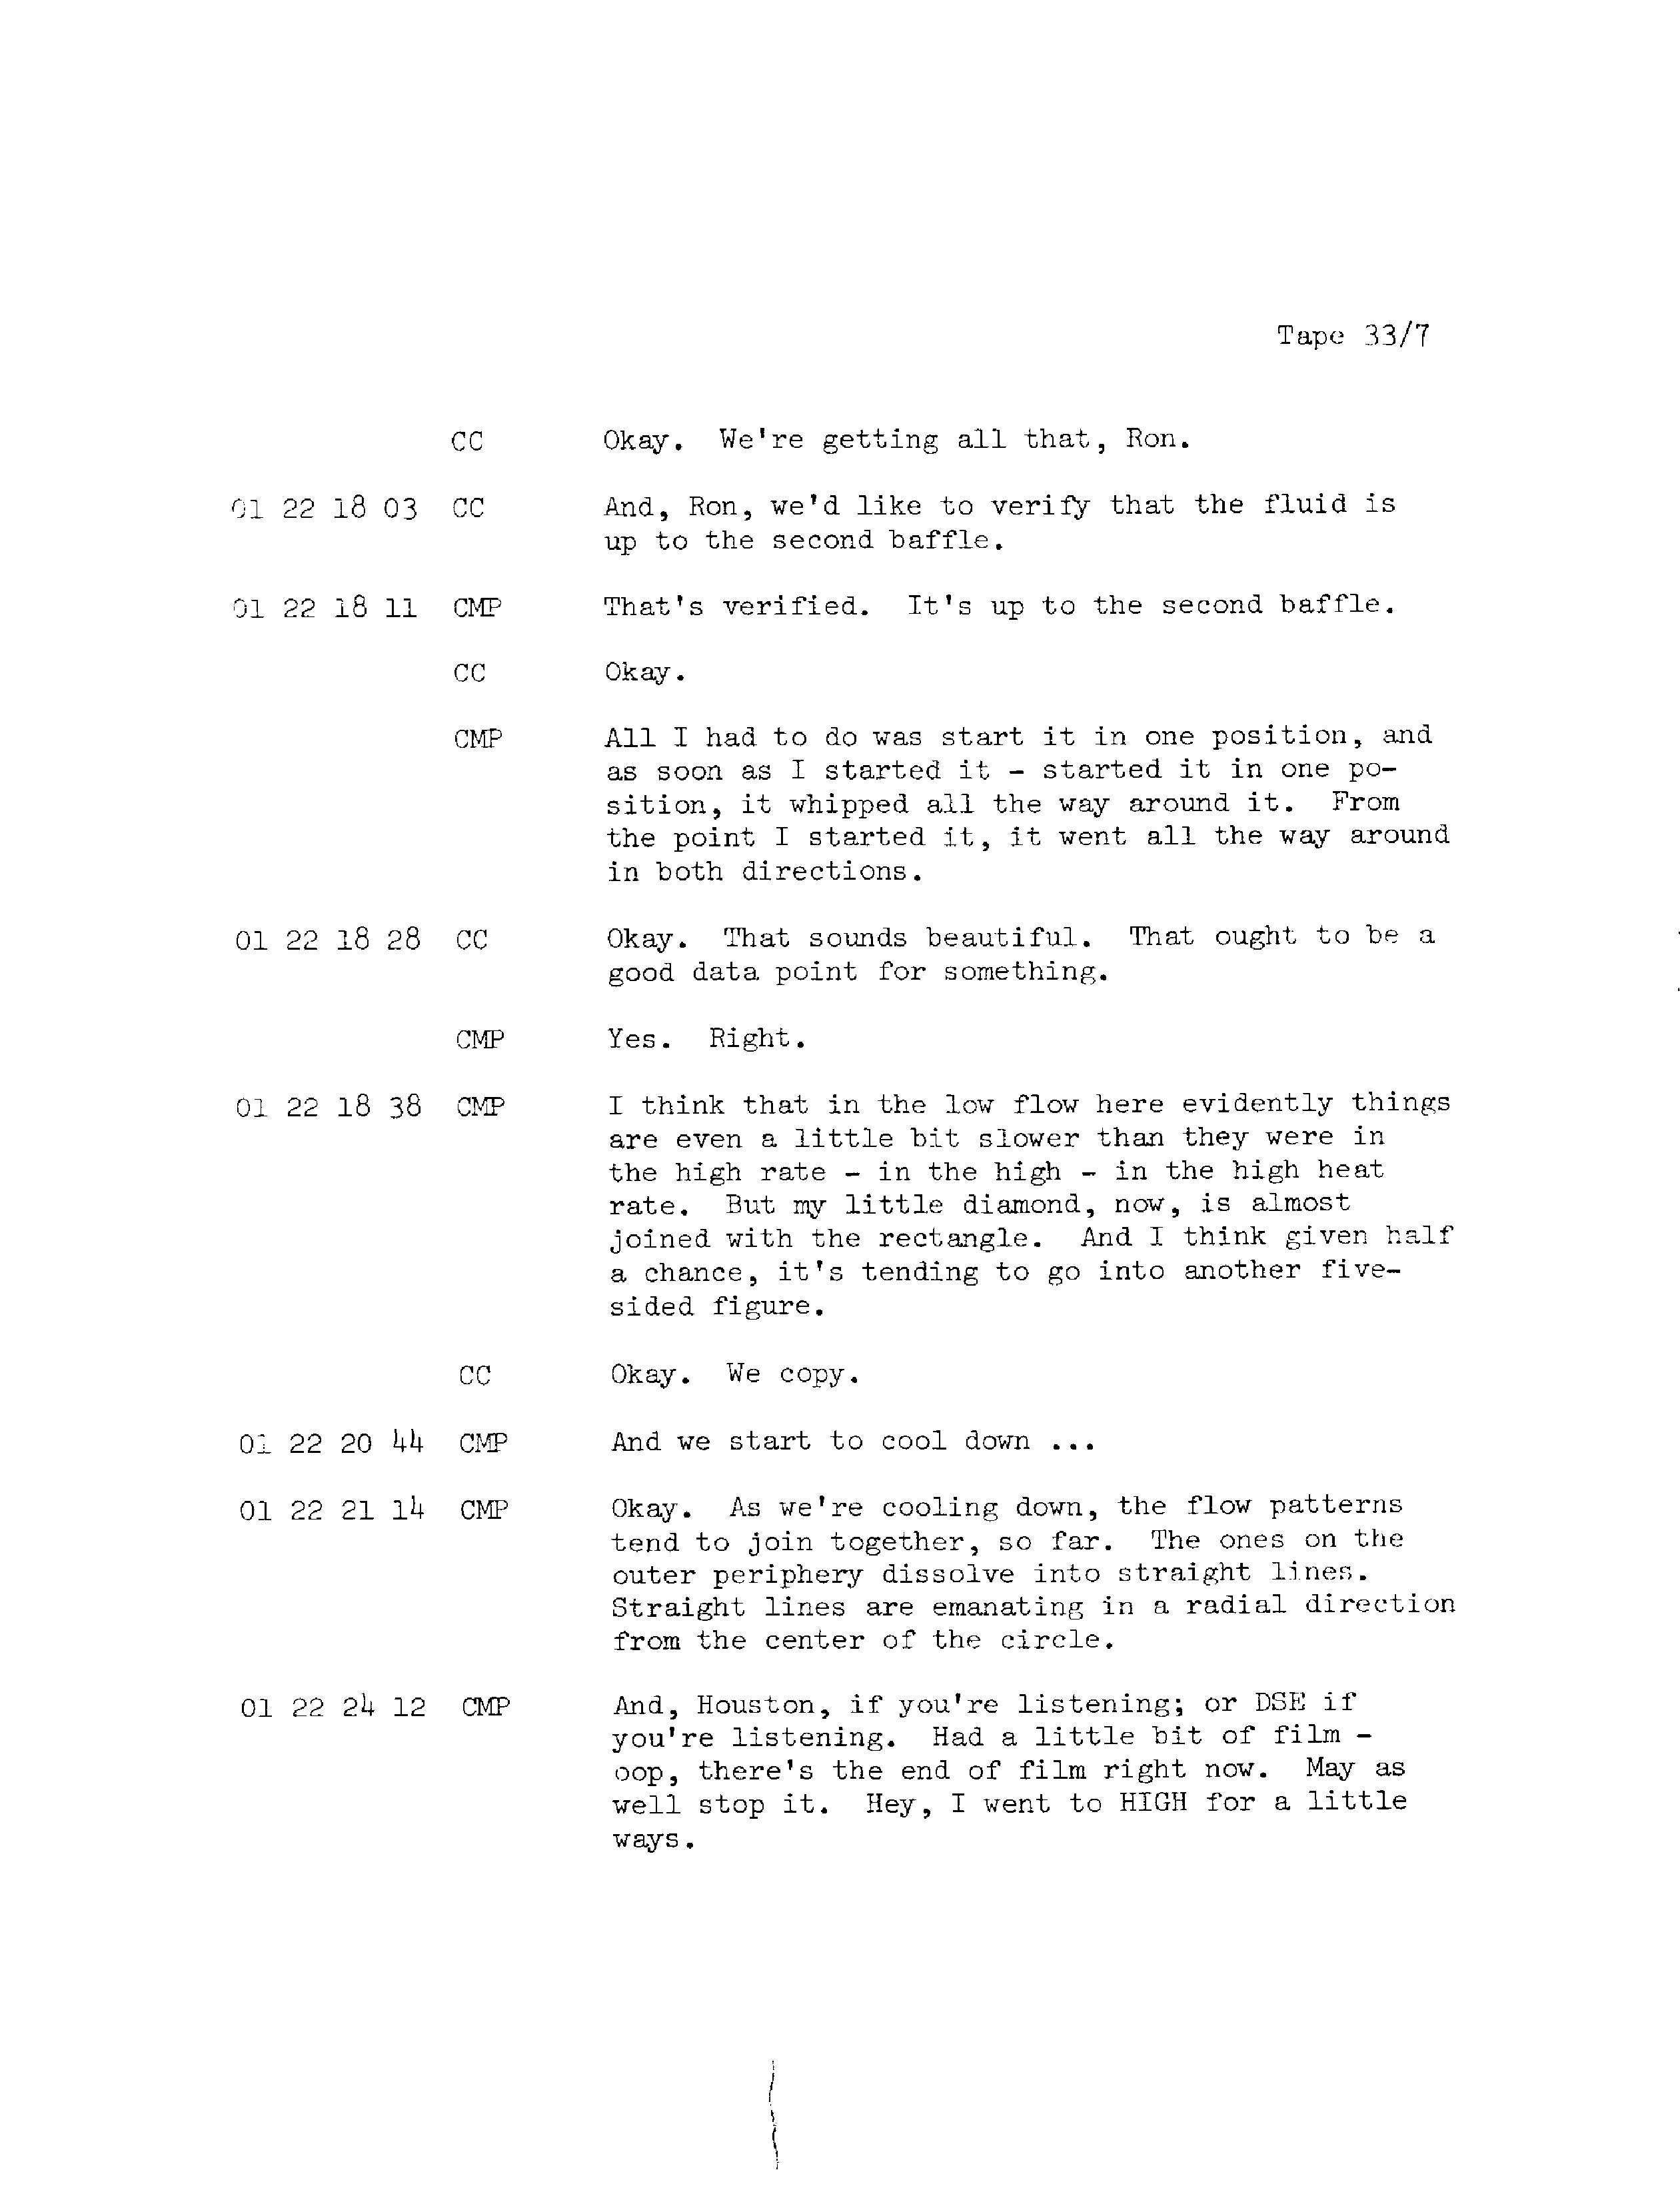 Tape 33/7
CC Okay. We're getting all that, Ron.
01 22 18 03 CC And, Ron, we'd like to verify that the fluid is
up to the second baffle.
01 22 18 11 CMP That's verified. It's up to the second baffle.
CC Okay.
CMP All I had to do was start it in one position, and
as soon as I started it - started it in one po-
sition, it whipped all the way around it. From
the point I started it, it went all the way around
in both directions.
01 22 18 28 CC Okay. That sounds beautiful. That ought to be a
good data point for something.
CMP Yes. Right.
01 22 18 38 CMP I think that in the low flow here evidently things
are even a little bit slower than they were in
the high rate - in the high - in the high heat
rate. But my little diamond, now, is almost
joined with the rectangle. And I think given half
a chance, it's tending to go into another five-
sided figure.
CC Okay. We copy.
01 22 20 44 CMP And we start to cool down ...
01 22 21 14 CMP Okay. As we're cooling down, the flow patterns
tend to join together, so far. The ones on the
outer periphery dissolve into straight lines.
Straight lines are emanating in a radial direction
from the center of the circle.
01 22 24 12 CMP And, Houston, if you're listening; or DSE if
you're listening. Had a little bit of film -
oop, there's the end of film right now. May as
well stop it. Hey, I went to HIGH for a little
ways.